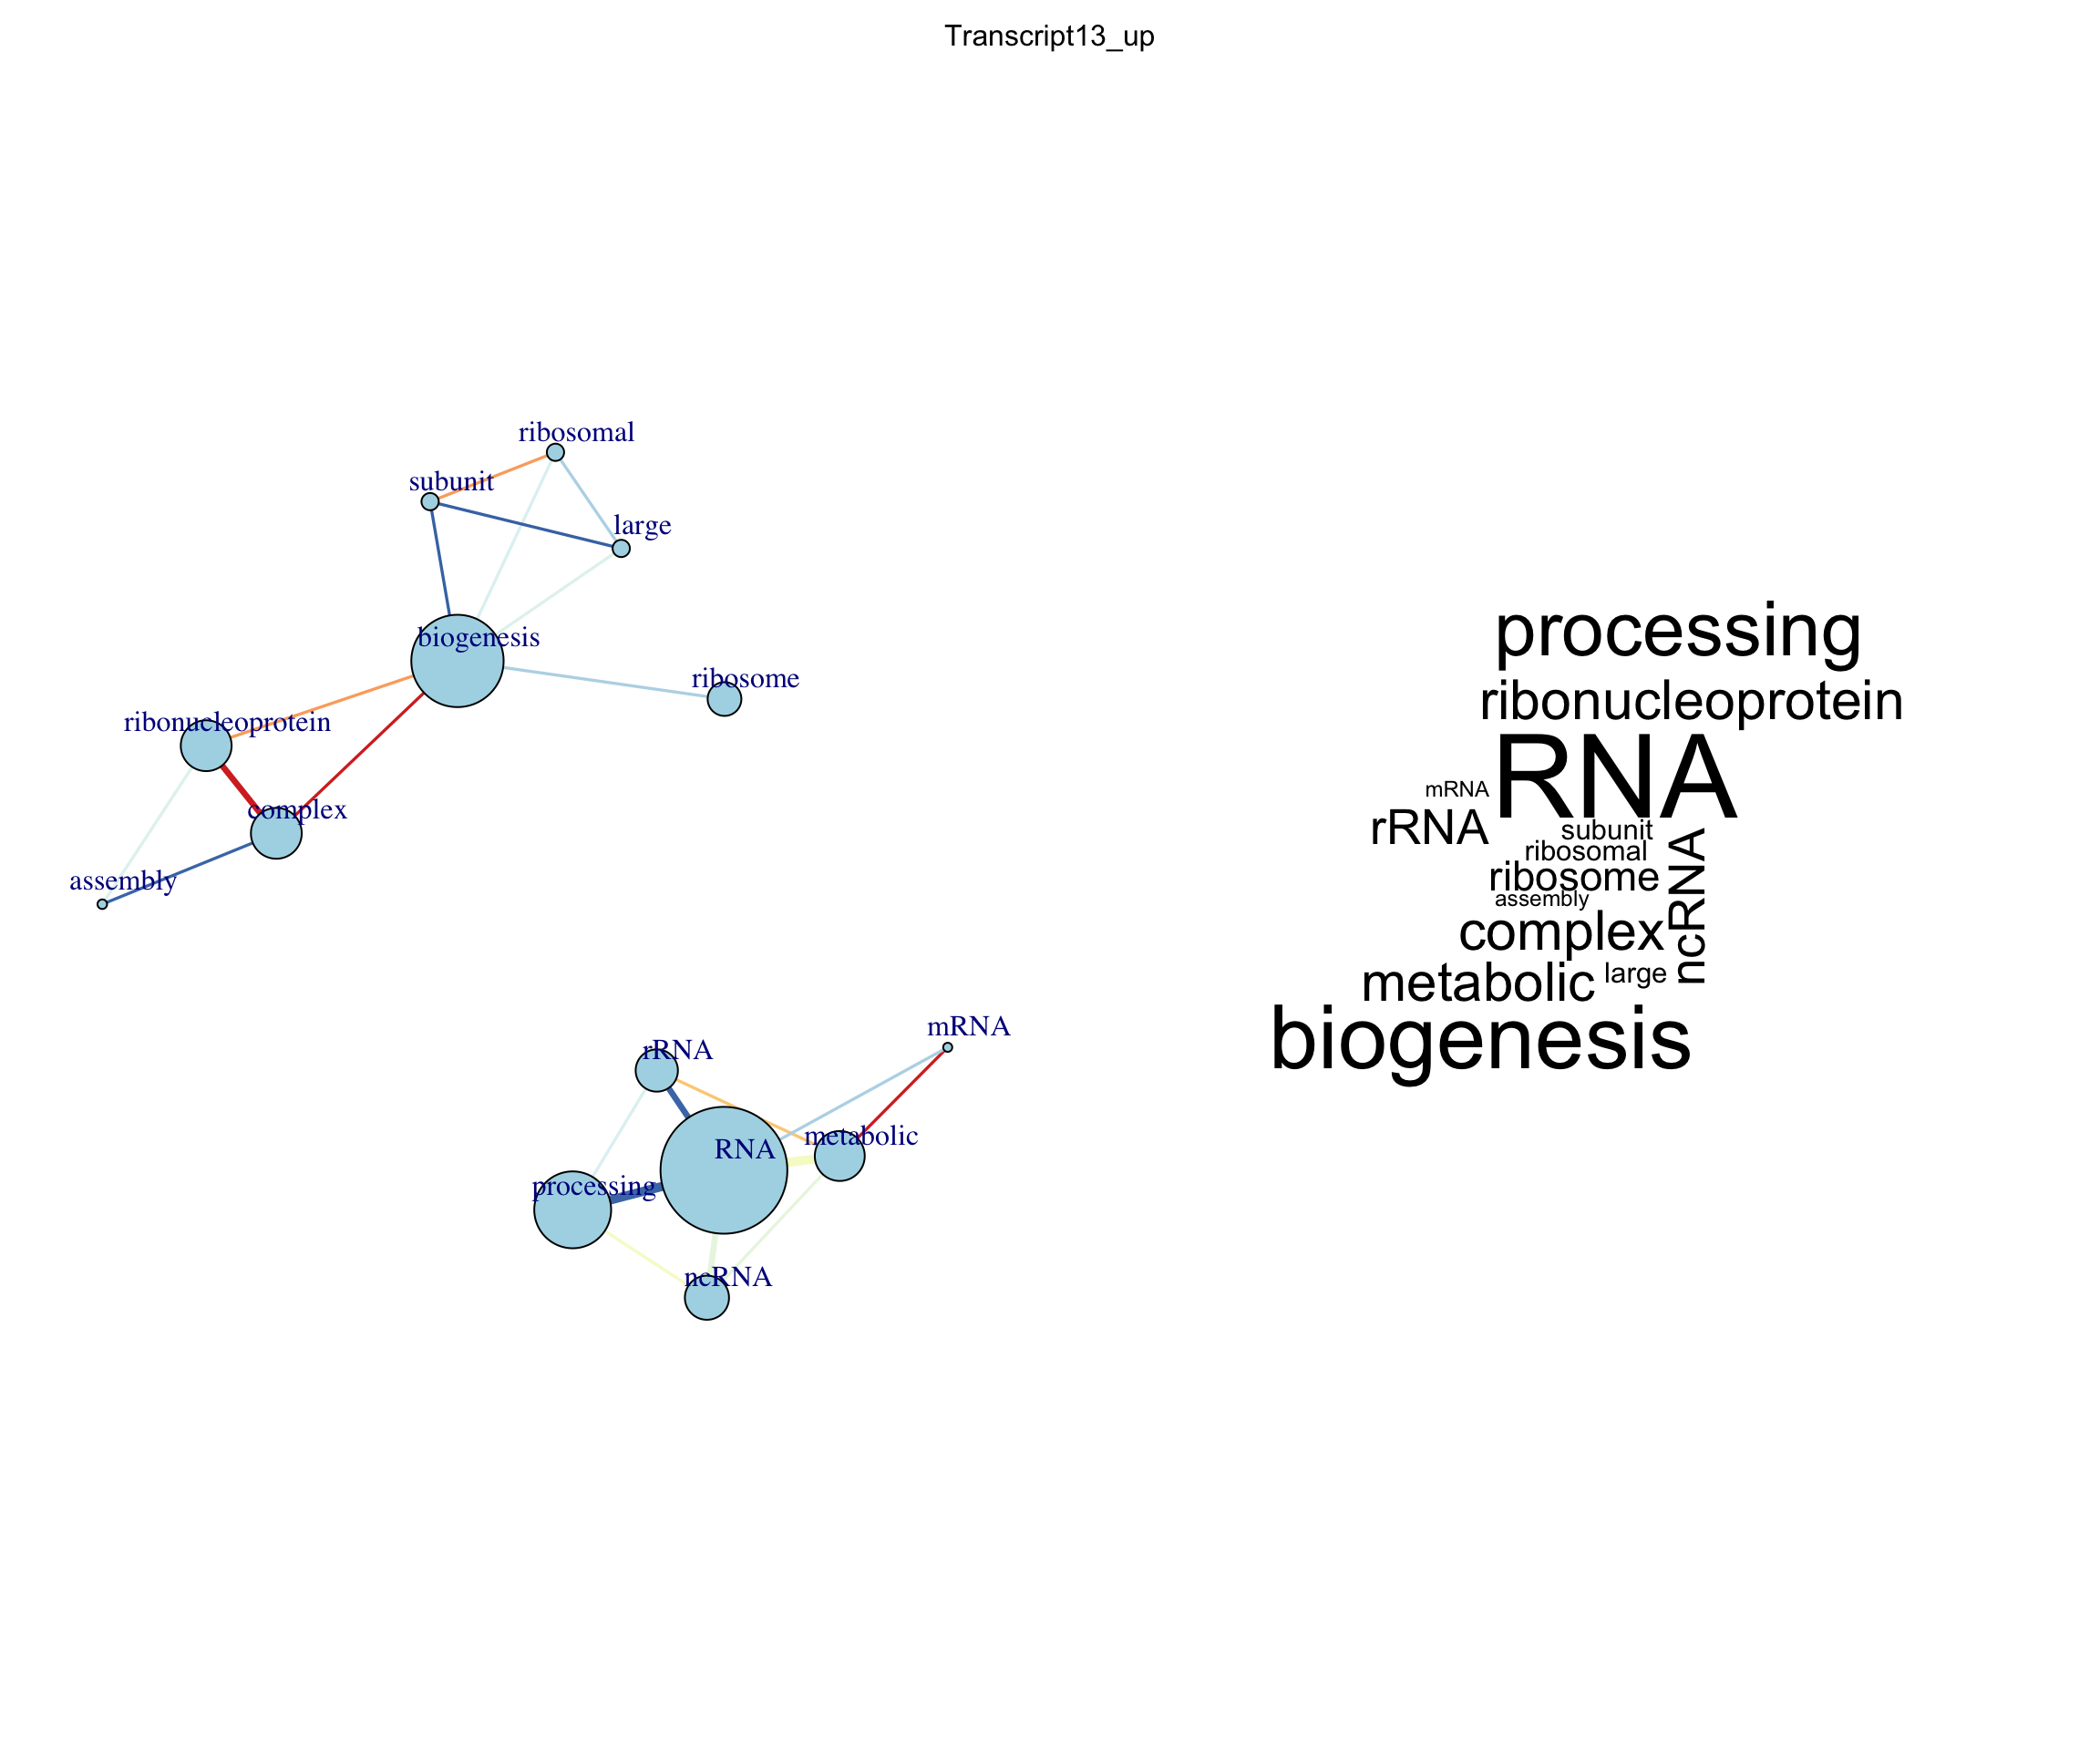 Transcript13_up
ribosomal
subunit
large
biogenesis
ribosome
ribonucleoprotein
complex
assembly
mRNA
rRNA
metabolic
RNA
processing
ncRNA
processing
ribonucleoprotein
RNA
mRNA
rRNA
subunit
ribosomal
ribosome
assembly
ncRNA
complex
metabolic
large
biogenesis